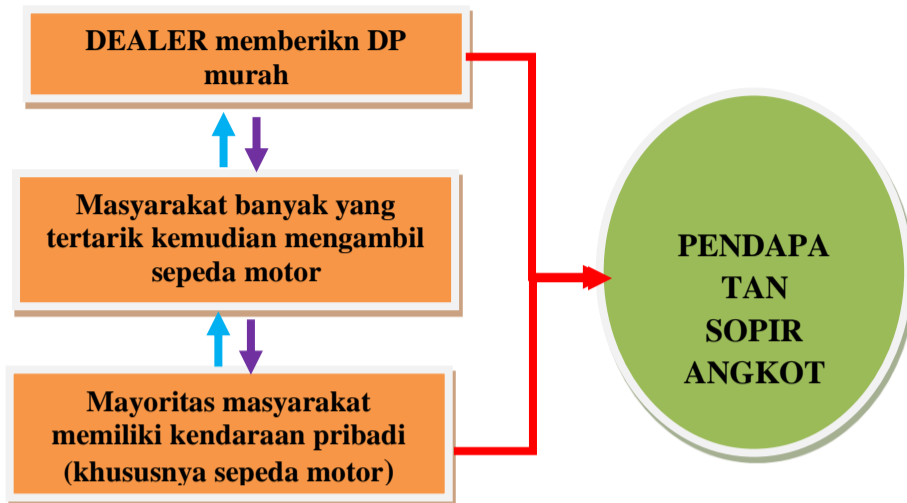 DEALER memberikn DP
murah
Masyarakat banyak yang
tertarik kemudian mengambil
sepeda motor
Mayoritas masyarakat
memiliki kendaraan pribadi
(khususnya sepeda motor)
PENDAPA
TAN
SOPIR
ANGKOT